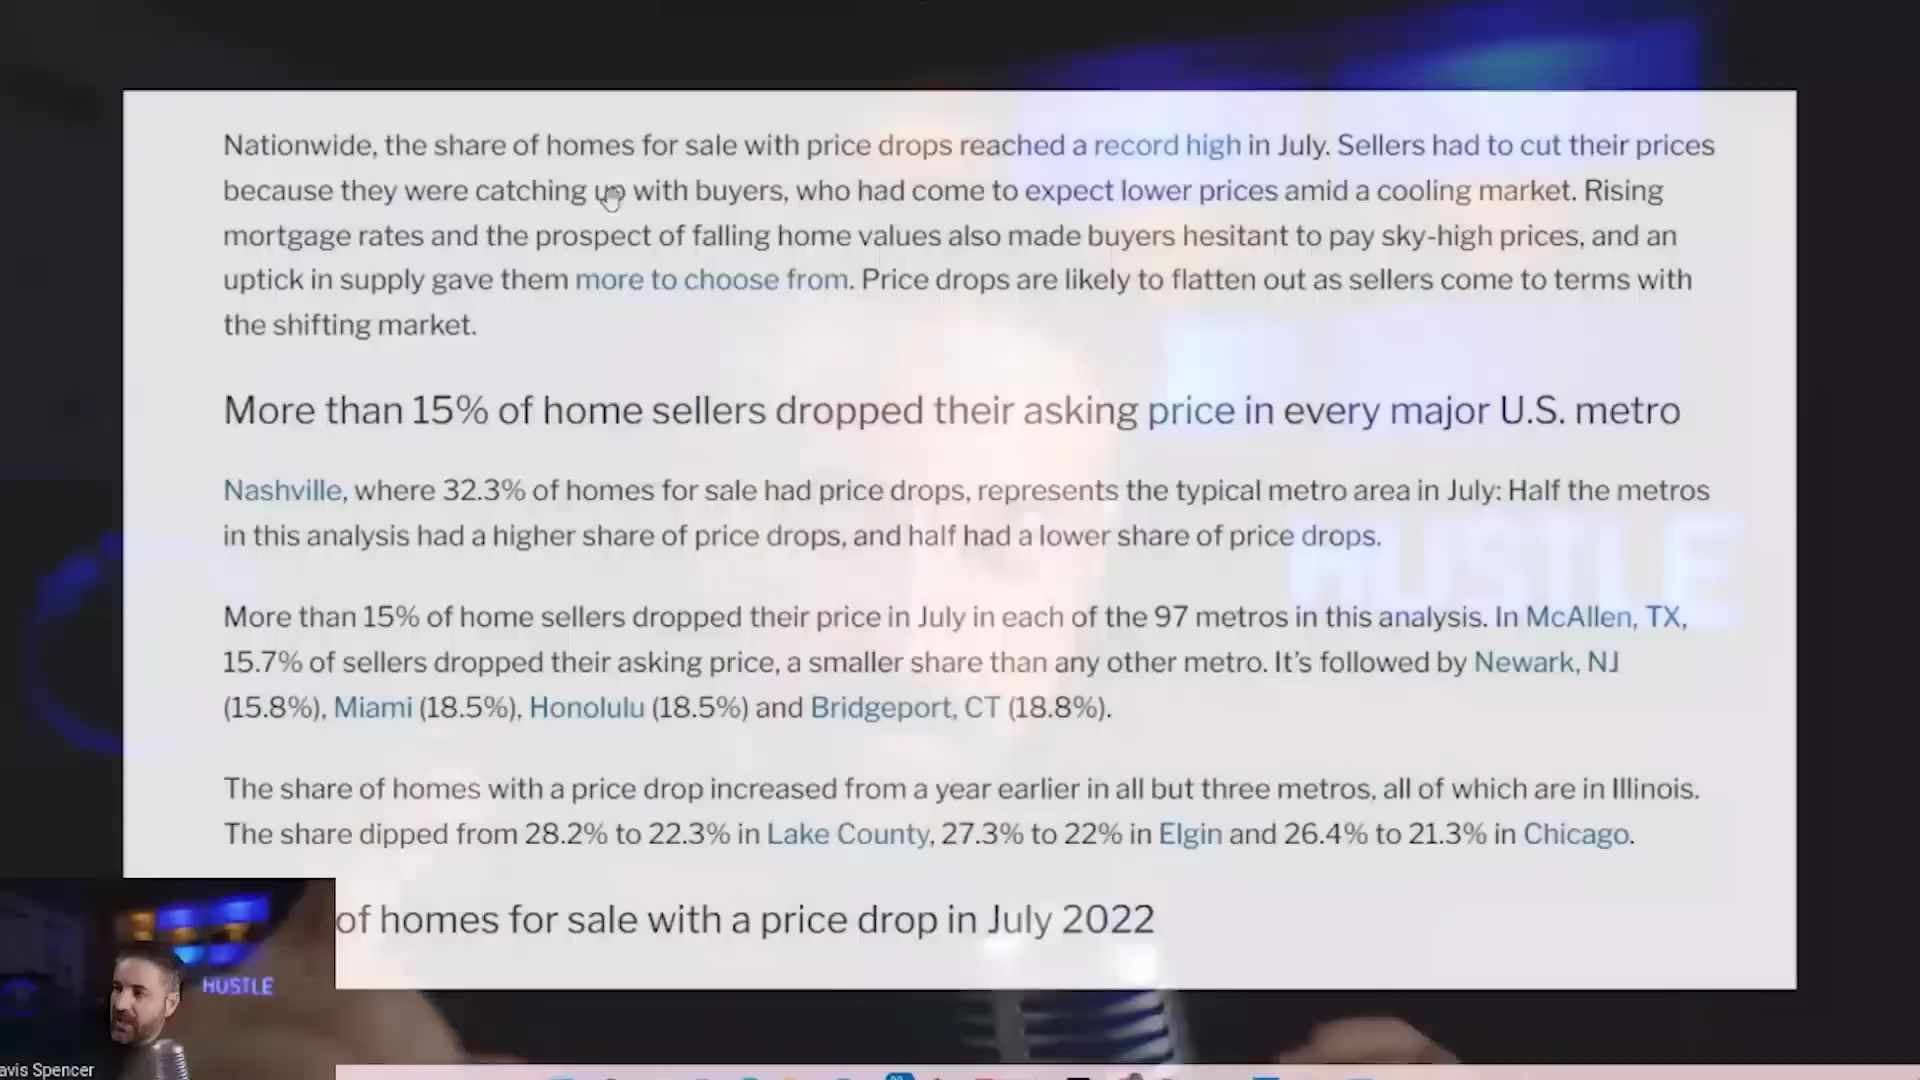 Nationwide, the share of homes for sale with price drops reached a record high in July. Sellers had to cut their prices
because they were catching up with buyers, who had come to expect lower prices amid a cooling market. Rising
mortgage rates and the prospect of falling home values also made buyers hesitant to pay sky-high prices, and an
uptick in supply gave them more to choose from. Price drops are likely to flatten out as sellers come to terms with
the shifting market.
More than 15% of home sellers dropped their asking price in every major U.S. metro
Nashville, where 32.3% of homes for sale had price drops, represents the typical metro area in July: Half the metros
in this analysis had a higher share of price drops, and half had a lower share of price drops.
HUSTLE
More than 15% of home sellers dropped their price in July in each of the 97 metros in this analysis. In McAllen, TX,
15.7% of sellers dropped their asking price, a smaller share than any other metro. It’s followed by Newark, NJ
(15.8%), Miami (18.5%), Honolulu (18.5%) and Bridgeport, CT (18.8%).
The share of homes with a price drop increased from a year earlier in all but three metros, all of which are in Illinois.
The share dipped from 28.2% to 22.3% in Lake County, 27.3% to 22% in Elgin and 26.4% to 21.3% in Chicago.
of homes for sale with a price drop in July 2022
HUSTLE
avis Spencer